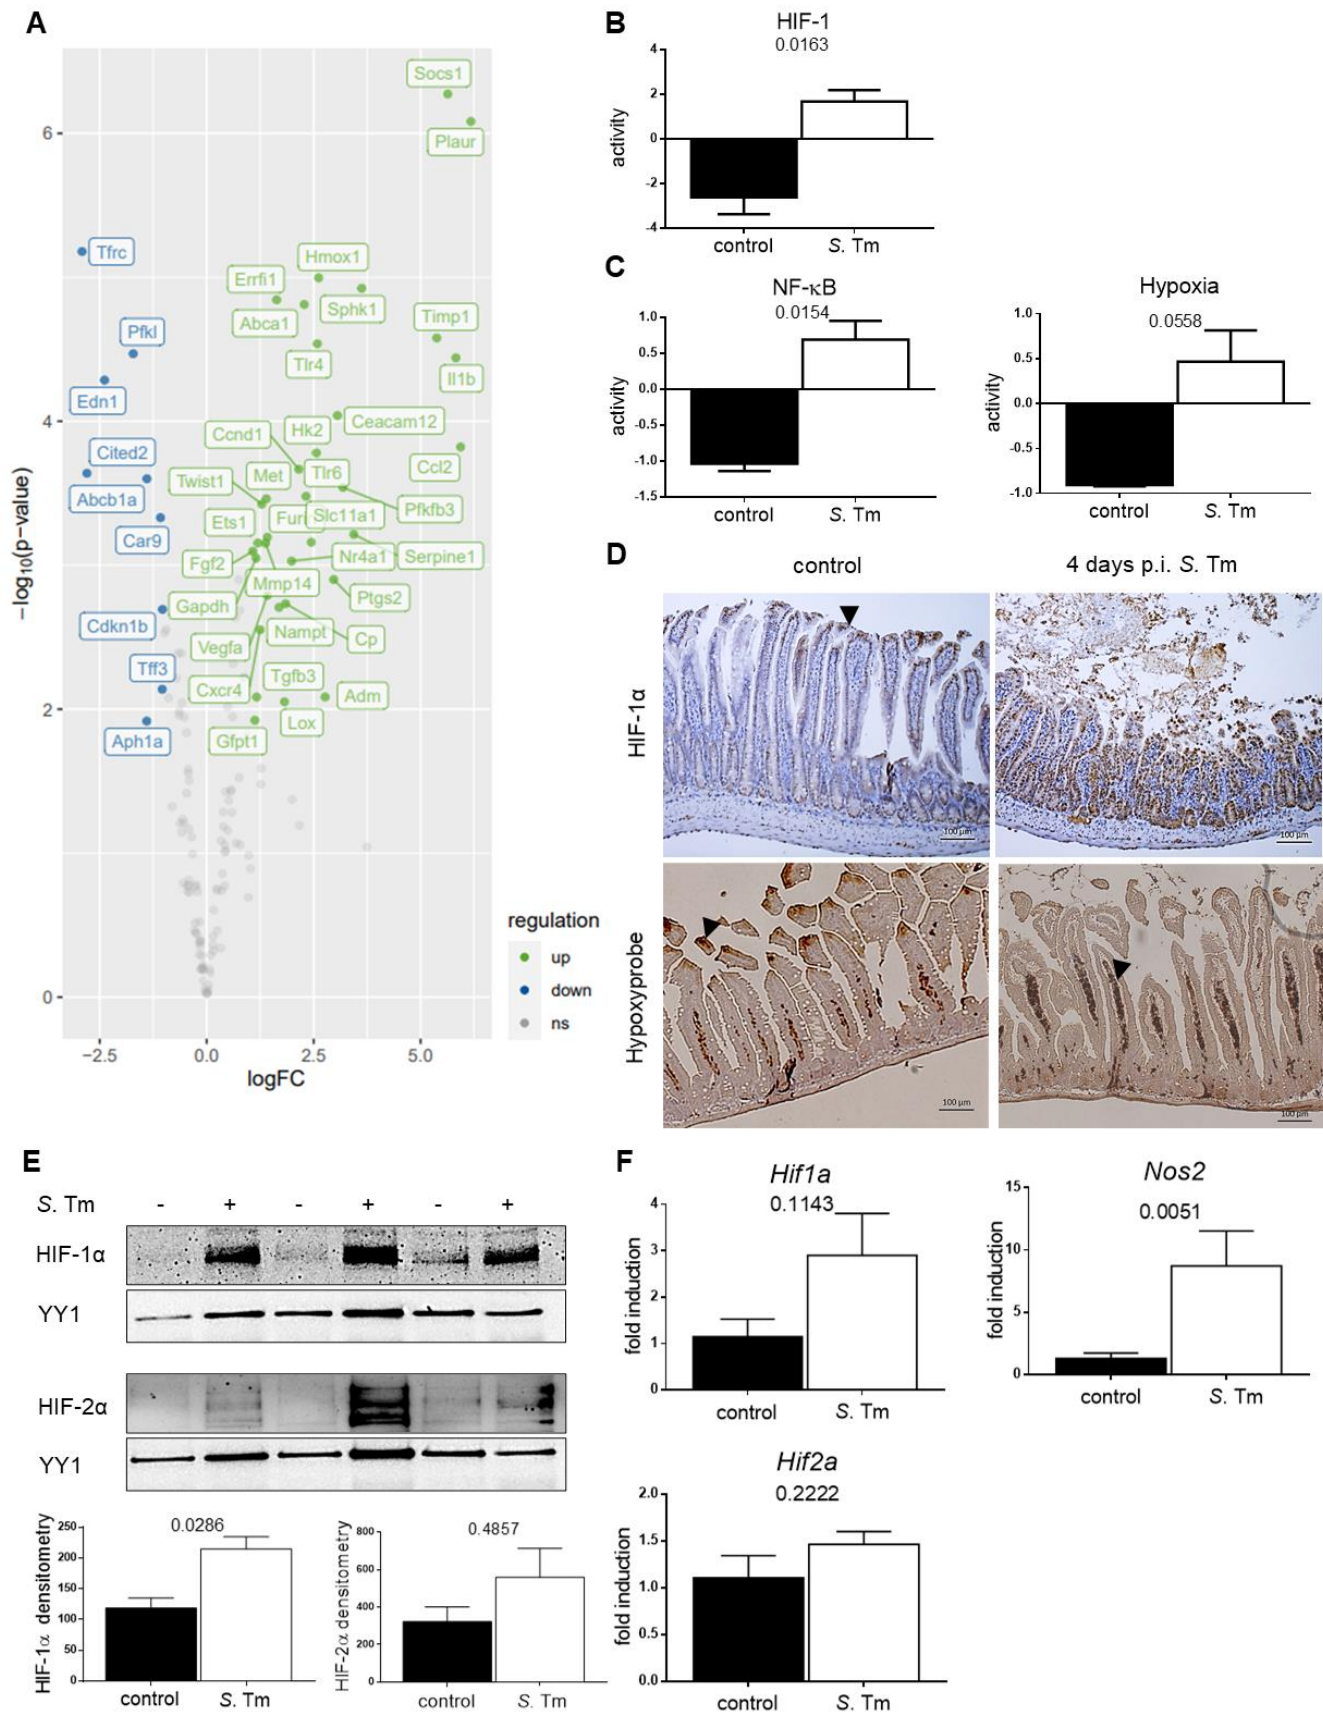 A
Socs1
Plaur
Tfrc
Hmox1
Errfi1
Sphk1
Abca1
Timp1
Pfkl
Tlr4
Il1b
Edn1
Ceacam12
Hk2
Ccnd1
Cited2
Ccl2
Met
Tlr6
Twist1
Abcb1a
Pfkfb3
Ets1
Furi
Slc11a1
Car9
Nr4a1
Serpine1
Fgf2
Mmp14
Ptgs2
Gapdh
Cdkn1b
Nampt
Cp
Vegfa
Tff3
Tgfb3
Cxcr4
Adm
Lox
Aph1a
Gfpt1
6
4
2
0
−log10(p−value)
−2.5 0.0 2.5 5.0
logFC
regulation
up
down
ns
B
HIF-1
0.0163
4
2
0
-2
-4
activity
control S. Tm
C
NF-κB
0.0154
1.0
0.5
0.0
-0.5
-1.0
-1.5
activity
control S. Tm
Hypoxia
0.0558
1.0
0.5
0.0
-0.5
-1.0
activity
control S. Tm
D
control 4 days p.i. S. Tm
HIF-1α
100 µm
100 µm
Hypoxyprobe
100 µm
100 µm
E
S. Tm - + - + - +
HIF-1α
YY1
HIF-2α
YY1
0.0286
250
200
150
100
50
0
HIF-1α densitometry
control S. Tm
0.4857
800
600
400
200
0
HIF-2α densitometry
control S. Tm
F
Hif1a
0.1143
4
3
2
1
0
fold induction
control S. Tm
Nos2
0.0051
15
10
5
0
fold induction
control S. Tm
Hif2a
0.2222
2.0
1.5
1.0
0.5
0.0
fold induction
control S. Tm